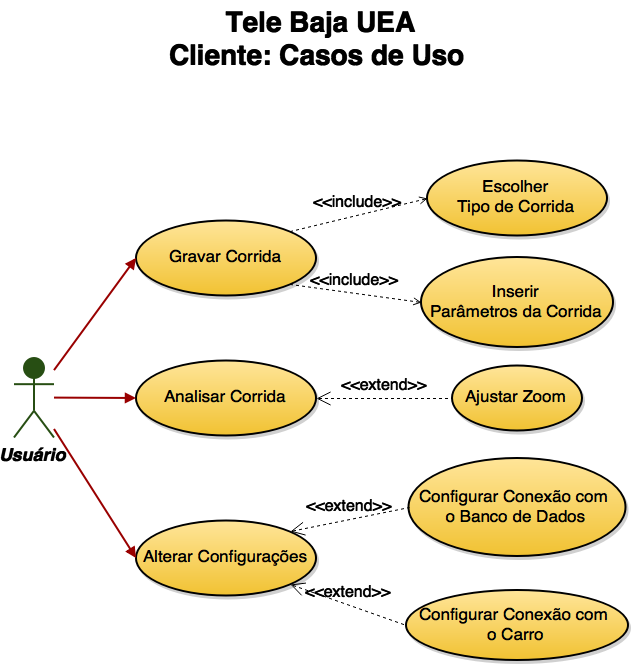 Tele Baja UEA
Cliente: Casos de Uso
Escolher
Tipo de Corrida
<<include>>
Gravar Corrida
<<include>>
Inserir
Parâmetros da Corrida
<<extend>>
Analisar Corrida
Ajustar Zoom
Usuário
Configurar Conexão com
o Banco de Dados
<<extend>>
Alterar Configurações
<<extend>>
Configurar Conexão com
o Carro